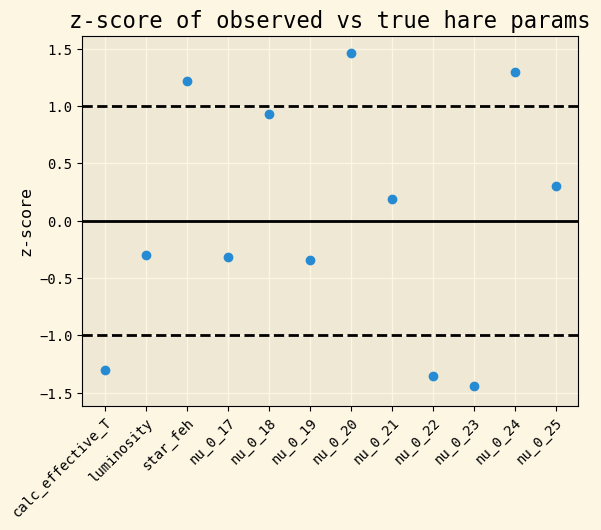 z-score of observed vs true hare params
1.5
1.0
0.5
0.0
−0.5
−1.0
−1.5
z-score
calc_effective_T
luminosity
star_feh
nu_0_17
nu_0_18
nu_0_19
nu_0_20
nu_0_21
nu_0_22
nu_0_23
nu_0_24
nu_0_25